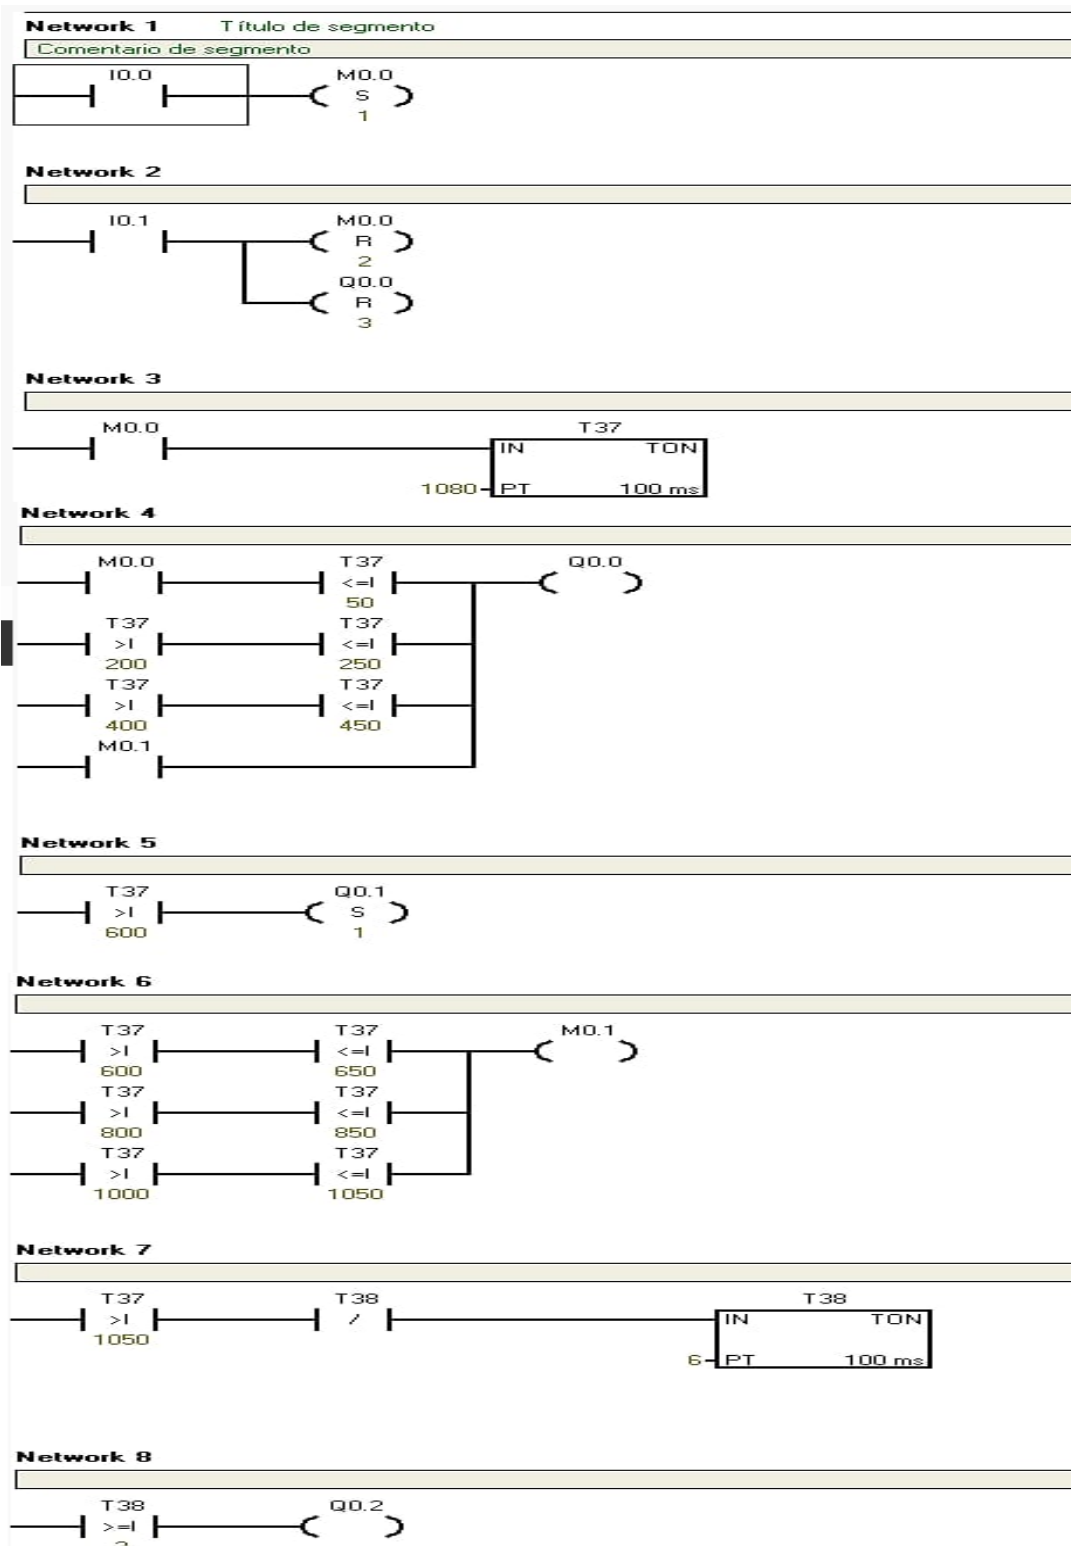 Network 1 Título de segmento
Comentario de segmento
I0.0 M0.0
S
1
Network 2
I0.1 M0.0
R
2
Q0.0
R
3
Network 3
M0.0 T37
IN TON
1080 PT 100 ms
Network 4
M0.0 T37 Q0.0
<=I
50
T37 T37
>I <=I
200 250
T37 T37
>I <=I
400 450
M0.1
Network 5
T37 Q0.1
>I S
600 1
Network 6
T37 T37 M0.1
>I <=I
600 650
T37 T37
>I <=I
800 850
T37 T37
>I <=I
1000 1050
Network 7
T37 T38 T38
>I / IN TON
1050
6 PT 100 ms
Network 8
T38 Q0.2
>=I